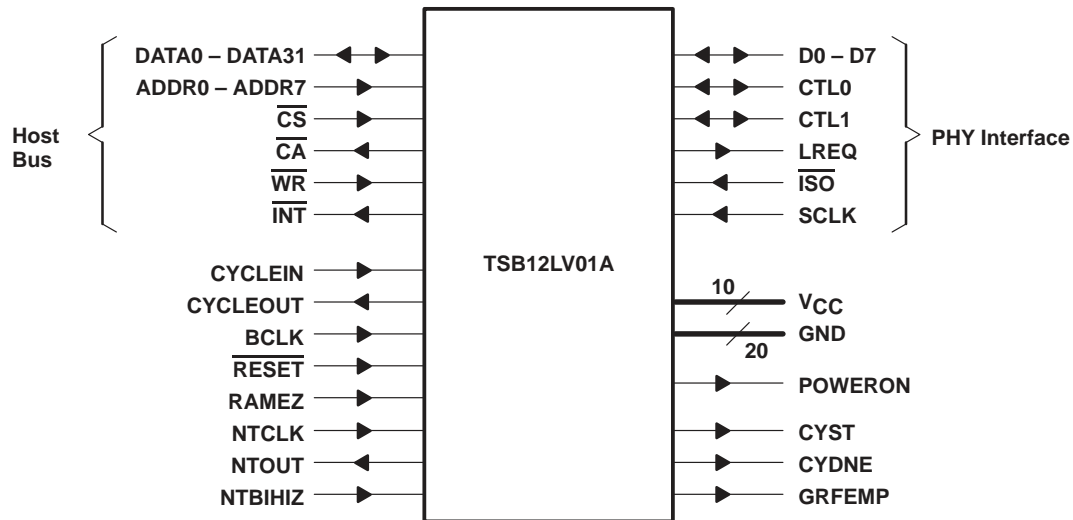 Host
Bus
DATA0 – DATA31
ADDR0 – ADDR7
CS
CA
WR
INT
CYCLEIN
CYCLEOUT
BCLK
RESET
RAMEZ
NTCLK
NTOUT
NTBIHIZ
TSB12LV01A
D0 – D7
CTL0
CTL1
LREQ
ISO
SCLK
PHY Interface
10
VCC
GND
20
POWERON
CYST
CYDNE
GRFEMP